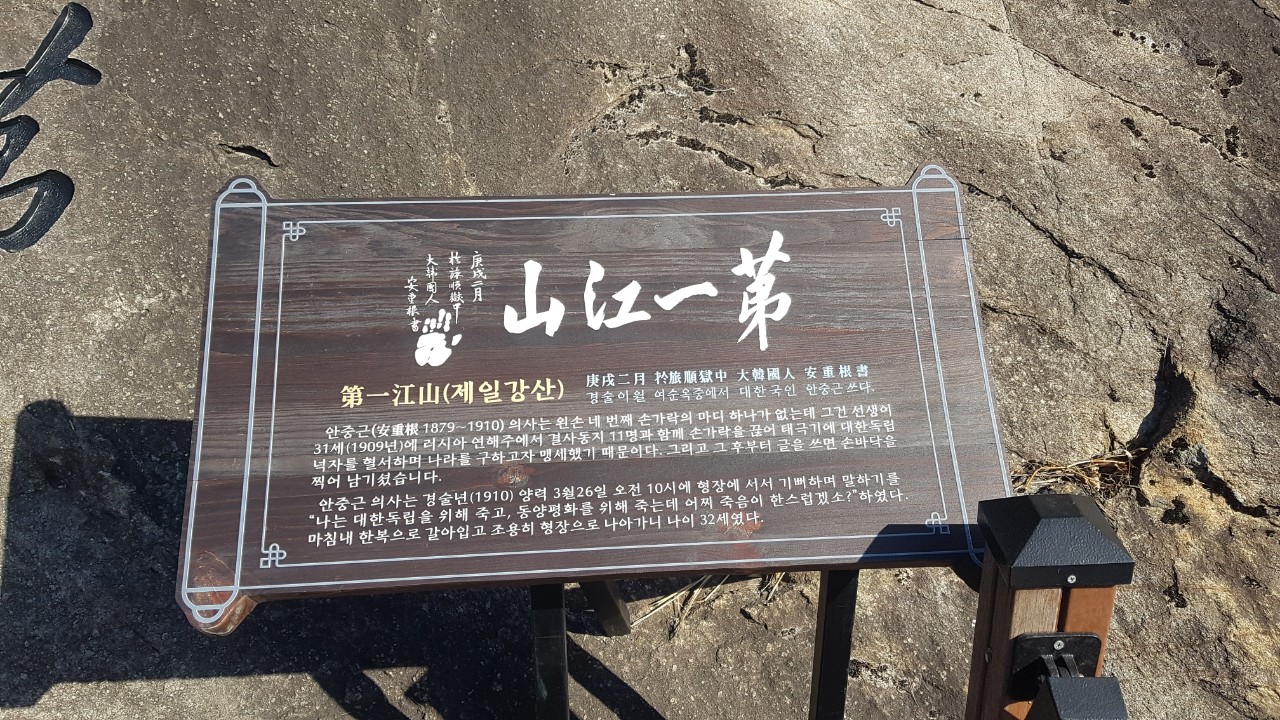 第一江山
庚戌二月
扵旅順獄中
大韓國人
安重根書
第一江山(제일강산)
庚戌二月 扵旅順獄中 大韓國人 安重根書
경술이월 여순옥중에서 대한국인 안중근쓰다.
안중근(安重根 1879~1910) 의사는 왼손 네 번째 손가락의 마디 하나가 없는데 그건 선생이
31세(1909년)에 러시아 연해주에서 결사동지 11명과 함께 손가락을 끊어 태극기에 대한독립
넉자를 혈서하며 나라를 구하고자 맹세했기 때문이다. 그리고 그 후부터 글을 쓰면 손바닥을
찍어 남기셨습니다.
안중근 의사는 경술년(1910) 양력 3월26일 오전 10시에 형장에 서서 기뻐하며 말하기를
“나는 대한독립을 위해 죽고, 동양평화를 위해 죽는데 어찌 죽음이 한스럽겠소?”하였다.
마침내 한복으로 갈아입고 조용히 형장으로 나아가니 나이 32세였다.